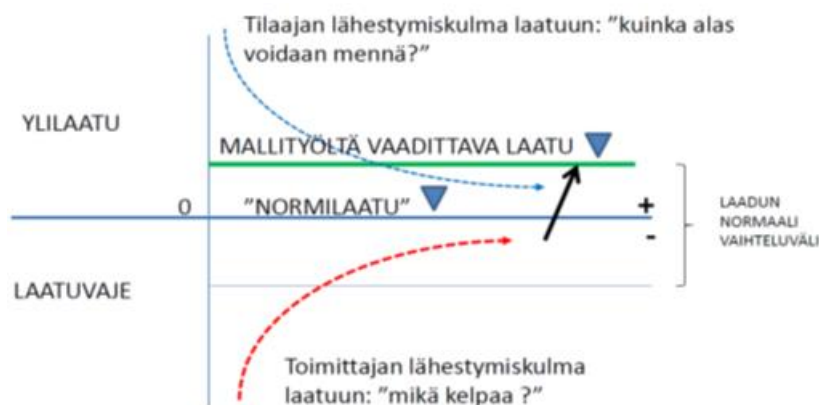 Tilaajan lähestymiskulma laatuun: ”kuinka alas
voidaan mennä?”
YLILAATU
MALLITYÖLTÄ VAADITTAVA LAATU
0
”NORMILAATU”
+
-
LAADUN
NORMAALI
VAIHTELUVÄLI
LAATUVAJE
Toimittajan lähestymiskulma
laatuun: ”mikä kelpaa ?”